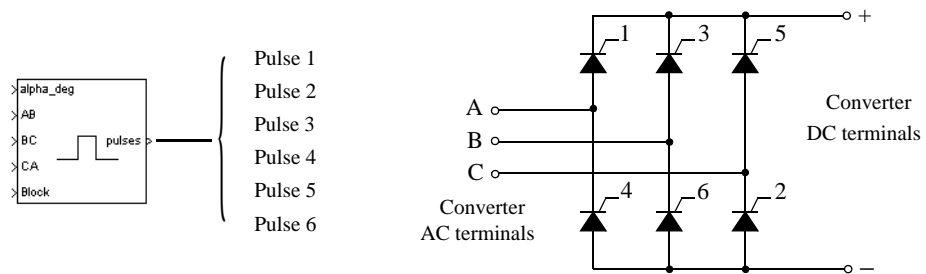 alpha_deg
AB
BC
CA
Block
pulses
Pulse 1
Pulse 2
Pulse 3
Pulse 4
Pulse 5
Pulse 6
1
3
5
+
A
B
C
Converter
DC terminals
4
6
2
Converter
AC terminals
−